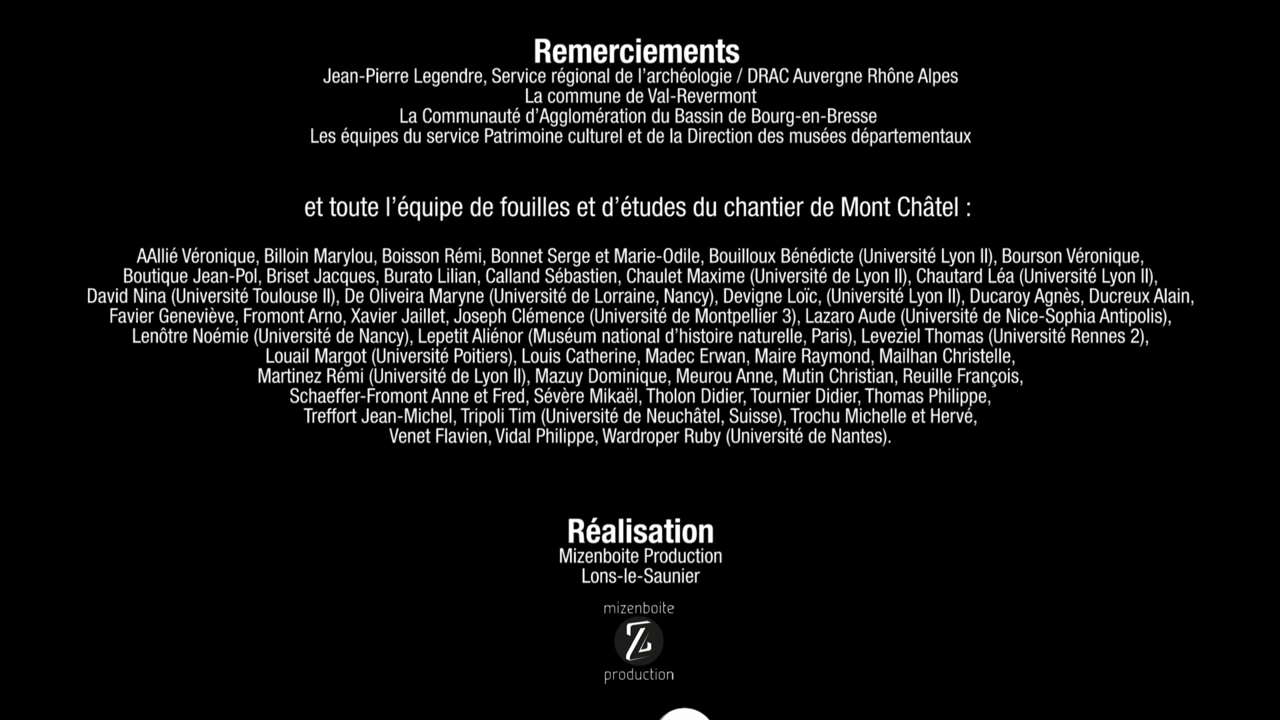 Remerciements
Jean-Pierre Legendre, Service régional de l'archéologie / DRAC Auvergne Rhône Alpes
La commune de Val-Revermont
La Communauté d'Agglomération du Bassin de Bourg-en-Bresse
Les équipes du service Patrimoine culturel et de la Direction des musées départementaux
et toute l'équipe de fouilles et d'études du chantier de Mont Châtel :
AAllié Véronique, Billoin Marylou, Boisson Rémi, Bonnet Serge et Marie-Odile, Bouilloux Bénédicte (Université Lyon II), Bourson Véronique,
Boutique Jean-Pol, Briset Jacques, Burato Lilian, Calland Sébastien, Chaulet Maxime (Université de Lyon II), Chautard Léa (Université Lyon II),
David Nina (Université Toulouse II), De Oliveira Maryne (Université de Lorraine, Nancy), Devigne Loïc, (Université Lyon II), Ducaroy Agnès, Ducreux Alain,
Favier Geneviève, Fromont Arno, Xavier Jaillet, Joseph Clémence (Université de Montpellier 3), Lazaro Aude (Université de Nice-Sophia Antipolis),
Lenôtre Noémie (Université de Nancy), Lepetit Aliénor (Muséum national d'histoire naturelle, Paris), Leveziel Thomas (Université Rennes 2),
Louail Margot (Université Poitiers), Louis Catherine, Madec Erwan, Maire Raymond, Mailhan Christelle,
Martinez Rémi (Université de Lyon II), Mazuy Dominique, Meurou Anne, Mutin Christian, Reuille François,
Schaeffer-Fromont Anne et Fred, Sévère Mikaël, Tholon Didier, Tournier Didier, Thomas Philippe,
Treffort Jean-Michel, Tripoli Tim (Université de Neuchâtel, Suisse), Trochu Michelle et Hervé,
Venet Flavien, Vidal Philippe, Wardroper Ruby (Université de Nantes).
Réalisation
Mizenboite Production
Lons-le-Saunier
mizenboite
production